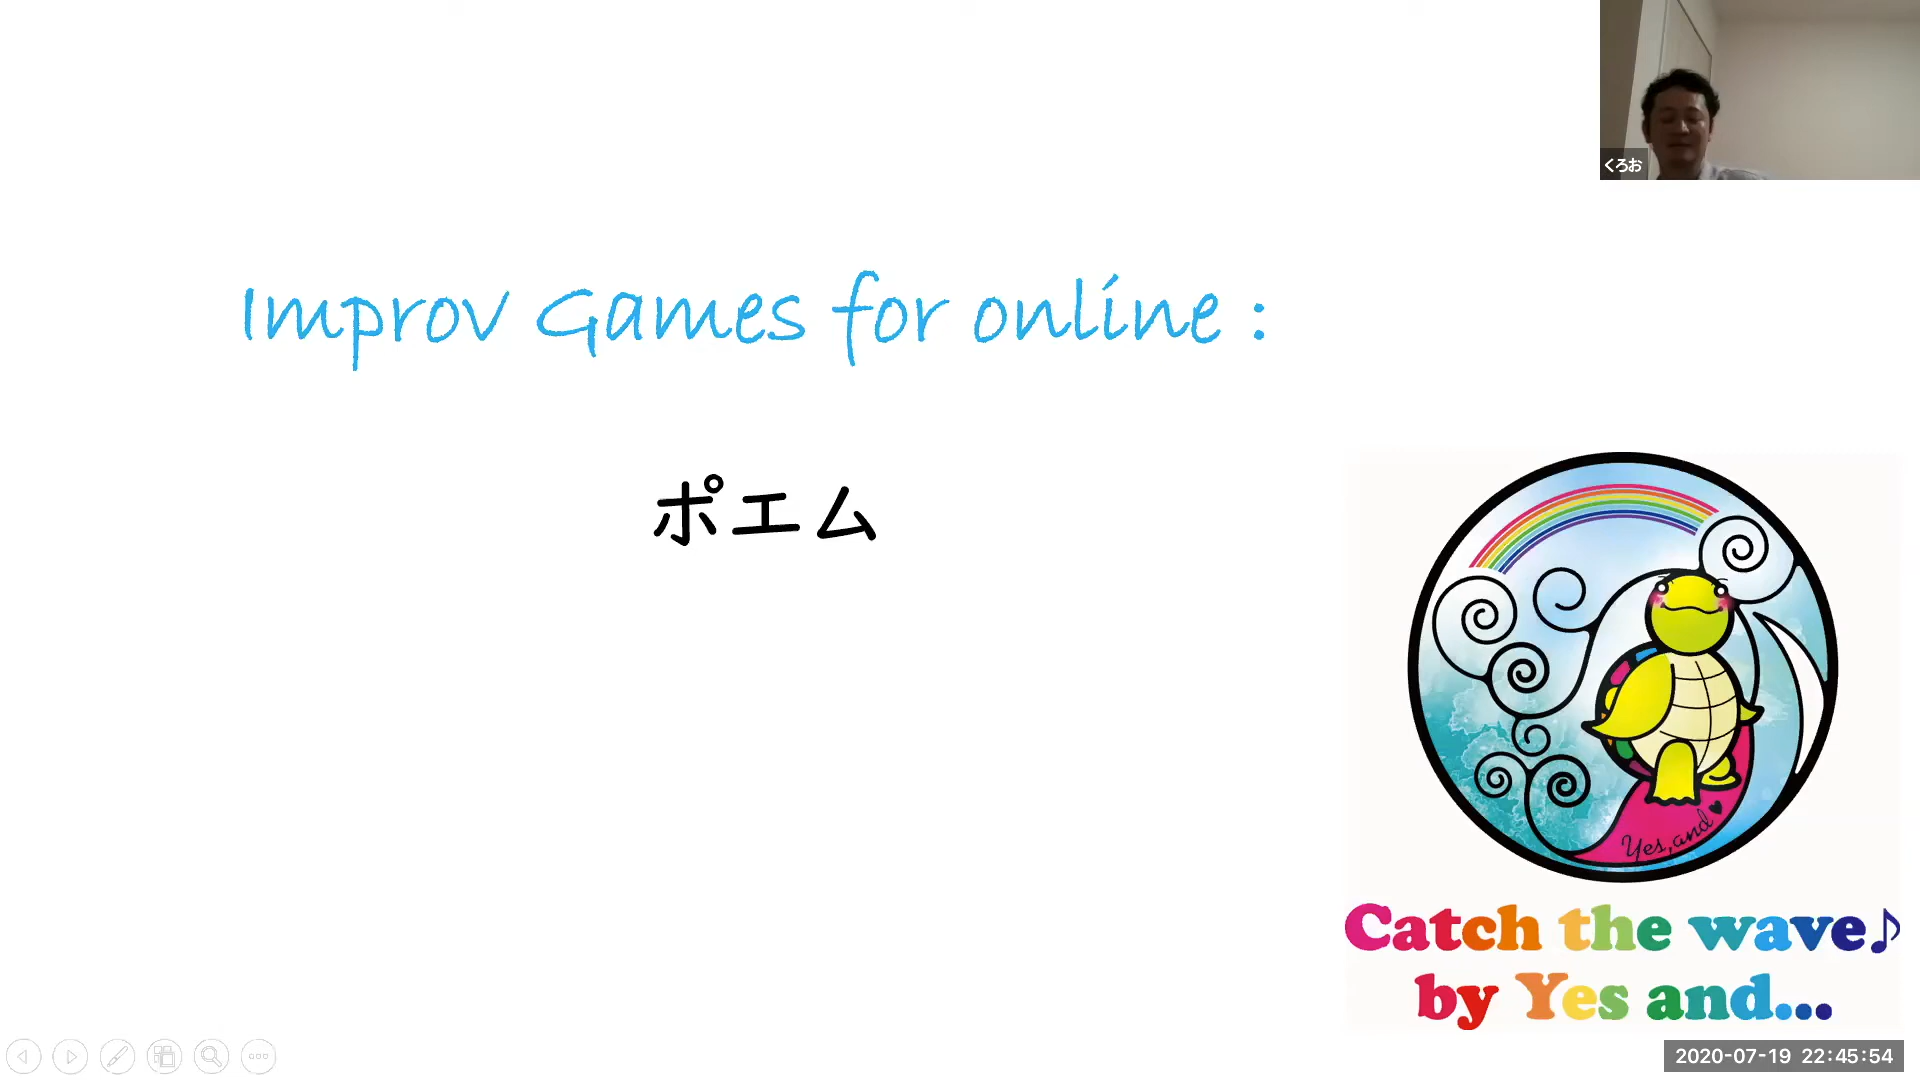 くろお
Improv Games for online :
ポエム
Yes, and♥
Catch the wave♪
by Yes and...
2020-07-19 22:45:54